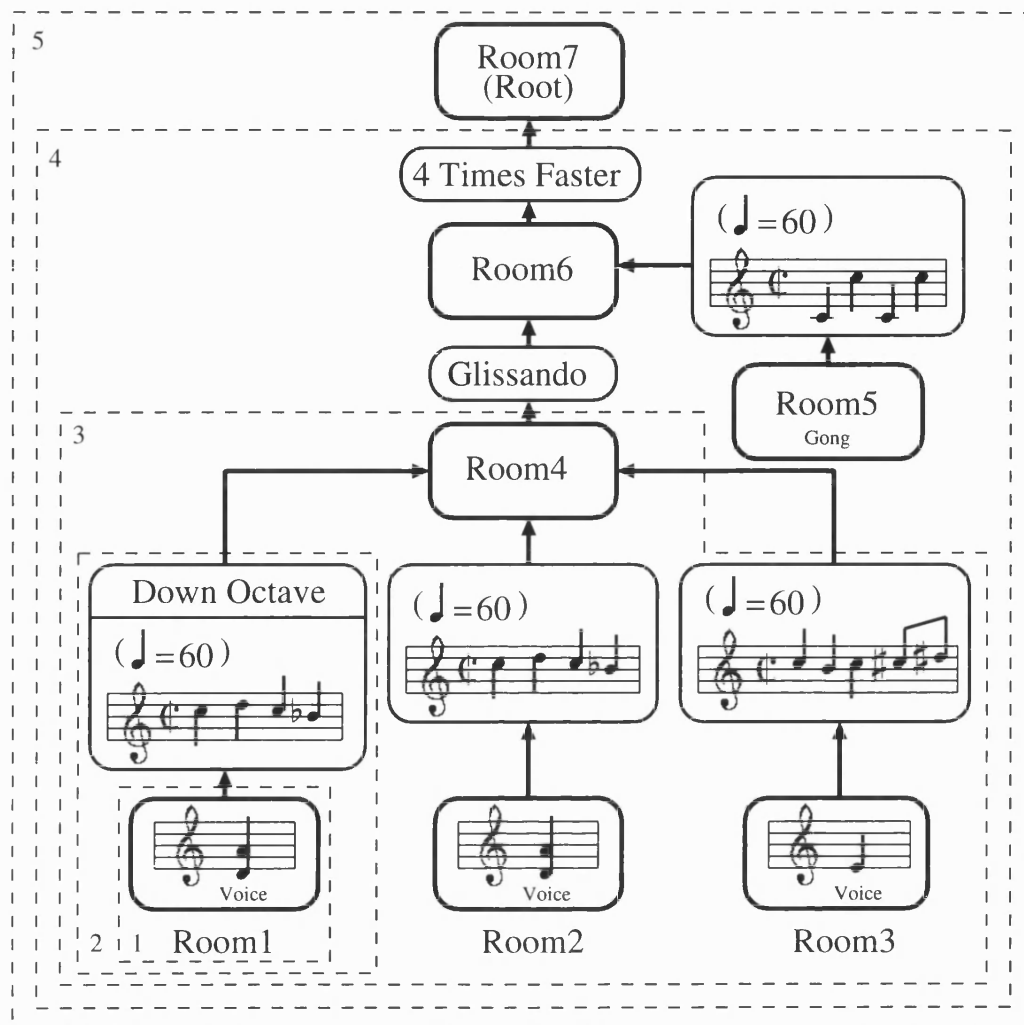 5
Room7
(Root)
4
4 Times Faster
( =60 )
Room6
Glissando
Room5
Gong
3
Room4
Down Octave
( =60 )
( =60 )
( =60 )
Voice
Voice
Voice
2
1
Room1
Room2
Room3